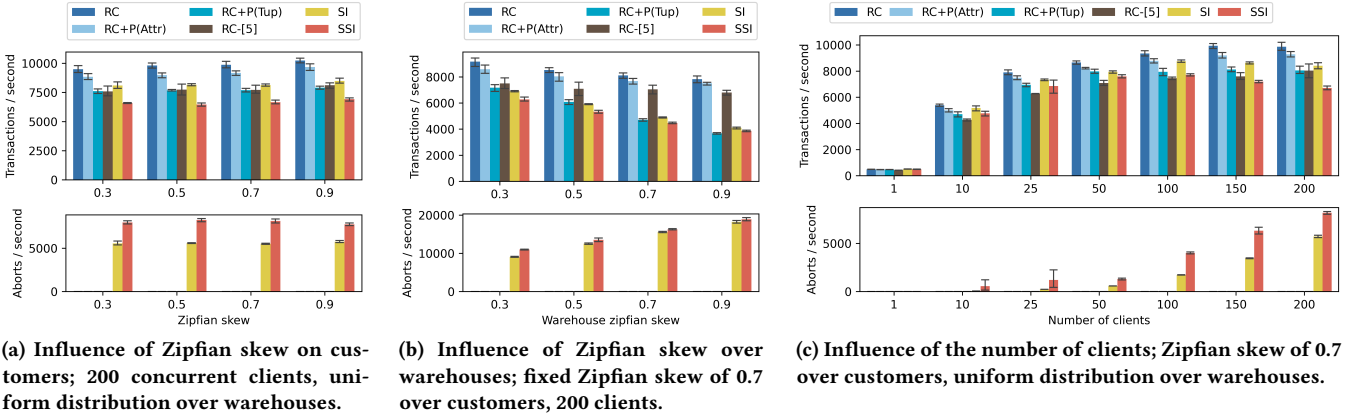 RC RC+P(Tup) SI
RC+P(Attr) RC-[5] SSI
Transactions / second
10000
7500
5000
2500
0
0.3 0.5 0.7 0.9
Aborts / second
5000
0
0.3 0.5 0.7 0.9
Zipfian skew
(a) Influence of Zipfian skew on cus-
tomers; 200 concurrent clients, uni-
form distribution over warehouses.
RC RC+P(Tup) SI
RC+P(Attr) RC-[5] SSI
Transactions / second
8000
6000
4000
2000
0
0.3 0.5 0.7 0.9
Aborts / second
20000
10000
0
0.3 0.5 0.7 0.9
Warehouse zipfian skew
(b) Influence of Zipfian skew over
warehouses; fixed Zipfian skew of 0.7
over customers, 200 clients.
RC RC+P(Attr) RC+P(Tup) RC-[5] SI SSI
Transactions / second
10000
8000
6000
4000
2000
0
1 10 25 50 100 150 200
Aborts / second
5000
0
1 10 25 50 100 150 200
Number of clients
(c) Influence of the number of clients; Zipfian skew of 0.7
over customers, uniform distribution over warehouses.